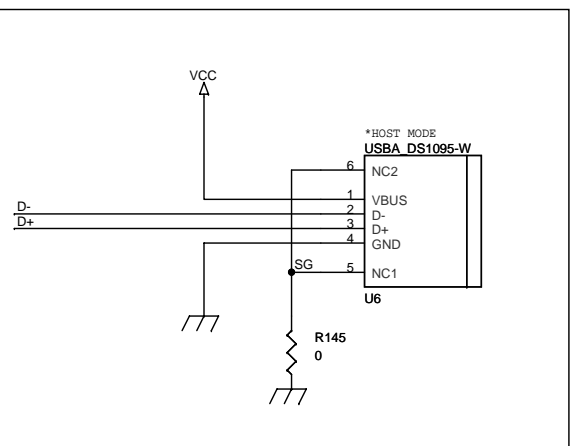 VCC
*HOST MODE
USBA_DS1095-W
6 NC2
1 VBUS
D- 2 D-
D+ 3 D+
4 GND
SG 5 NC1
U6
R145
0